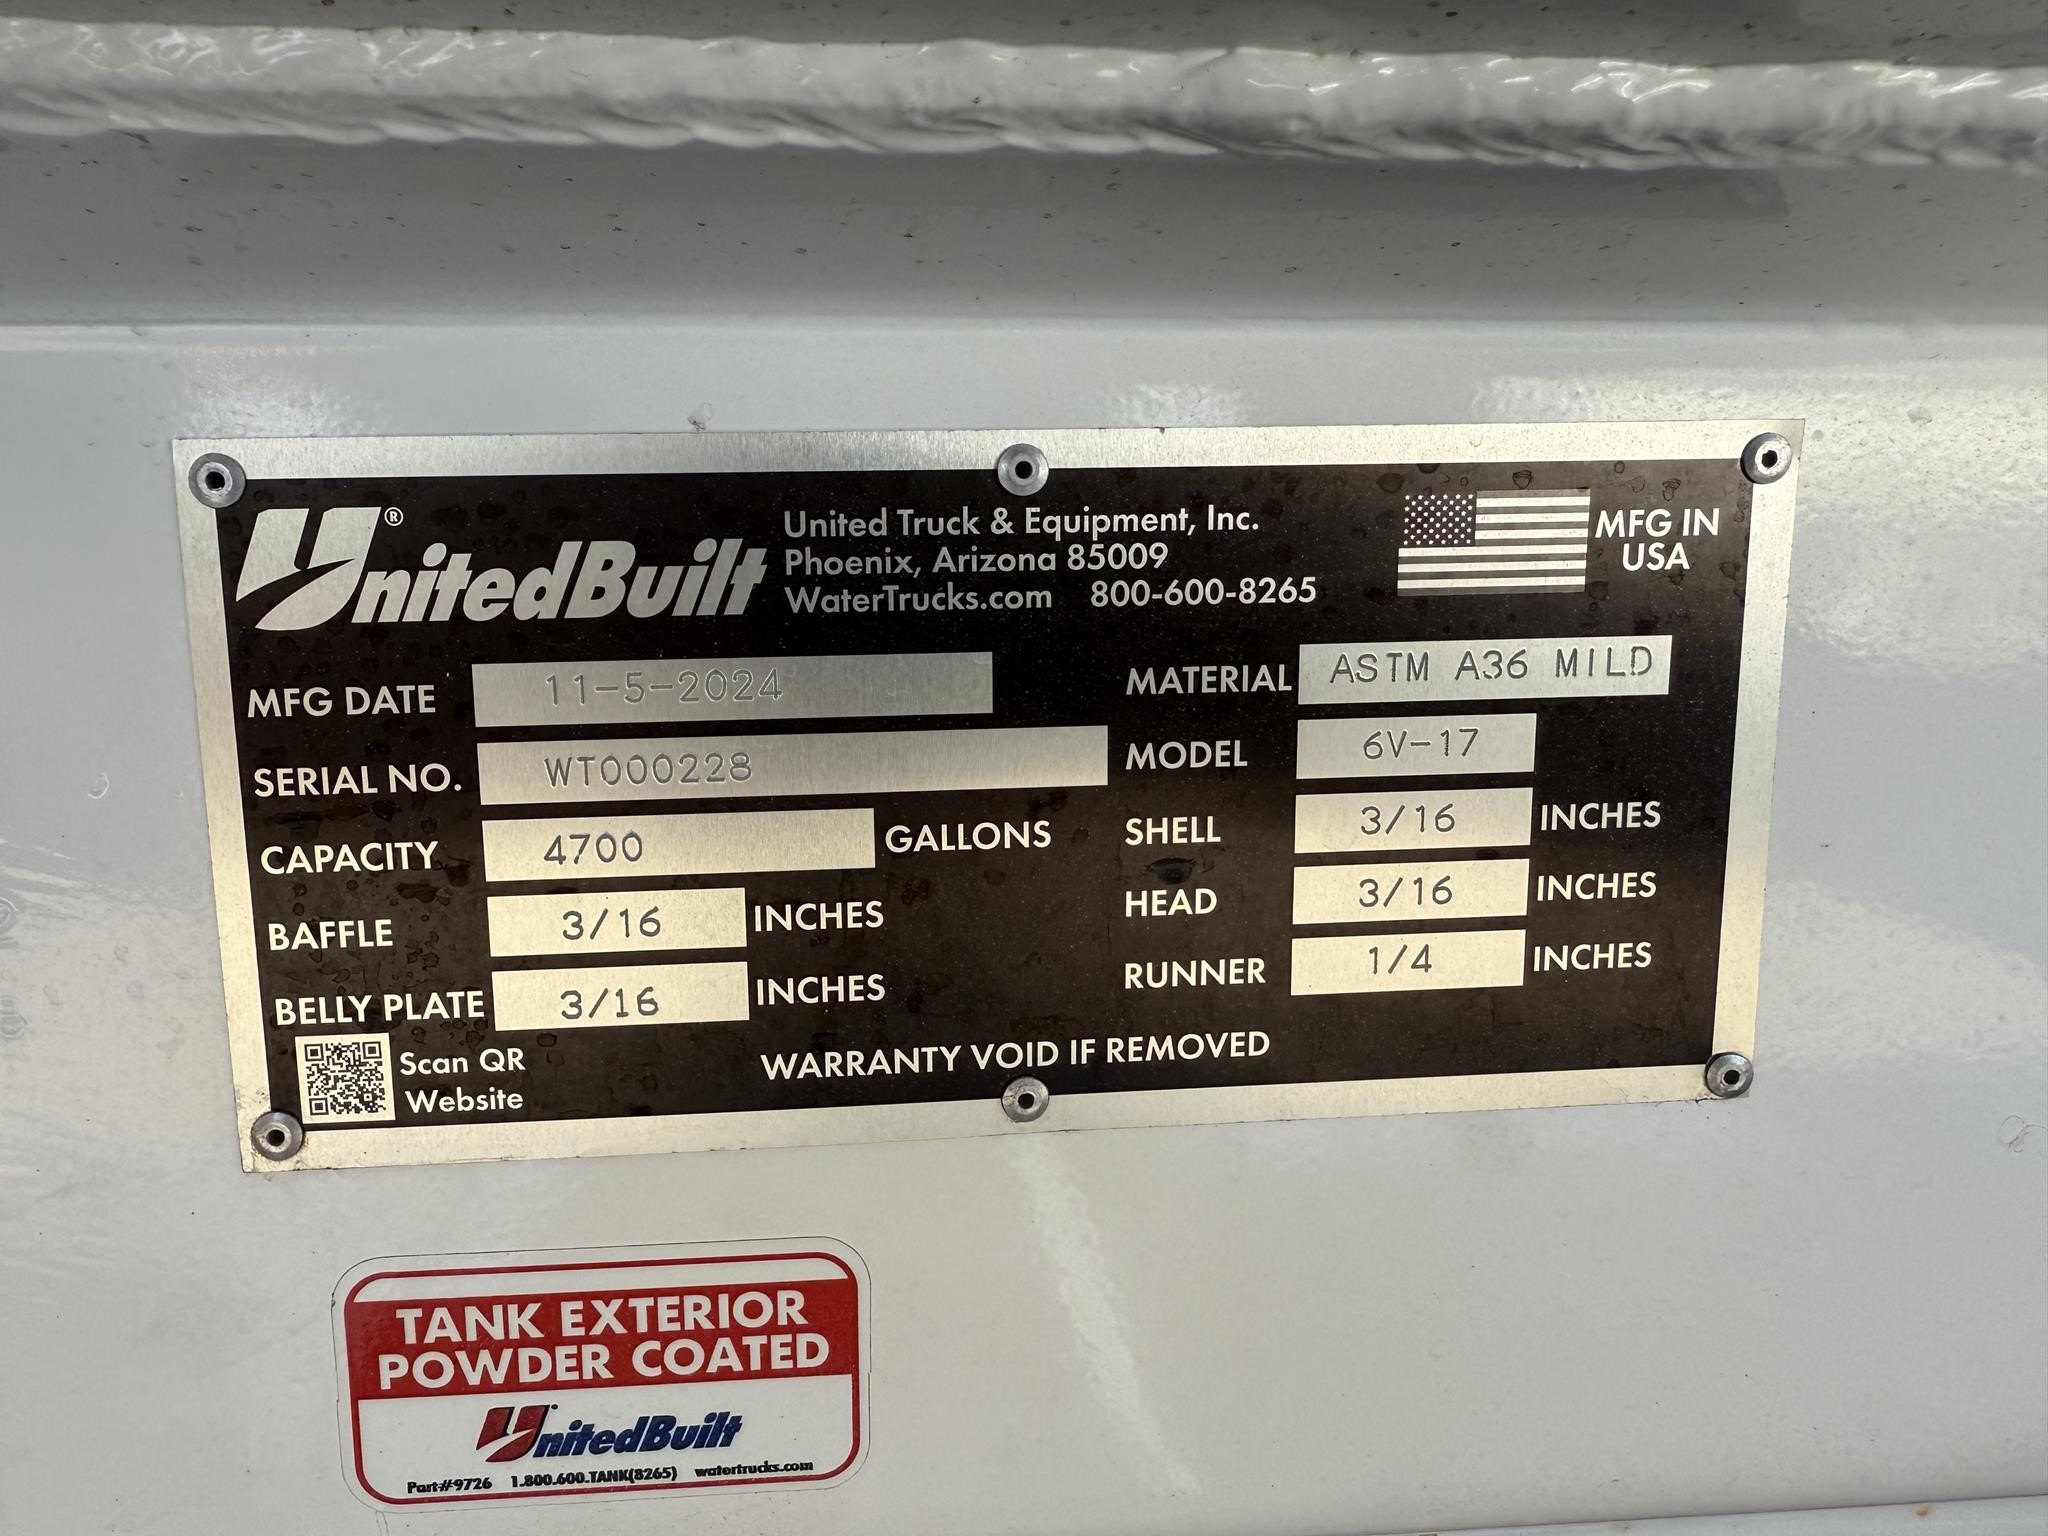 UnitedBuilt®
United Truck & Equipment, Inc.
Phoenix, Arizona 85009
WaterTrucks.com 800-600-8265
MFG IN
USA
MFG DATE 11-5-2024
SERIAL NO. WT000228
CAPACITY 4700 GALLONS
BAFFLE 3/16 INCHES
BELLY PLATE 3/16 INCHES
MATERIAL ASTM A36 MILD
MODEL 6V-17
SHELL 3/16 INCHES
HEAD 3/16 INCHES
RUNNER 1/4 INCHES
Scan QR
Website
WARRANTY VOID IF REMOVED
TANK EXTERIOR
POWDER COATED
UnitedBuilt
Part#9726 1.800.600.TANK(8265) watertrucks.com